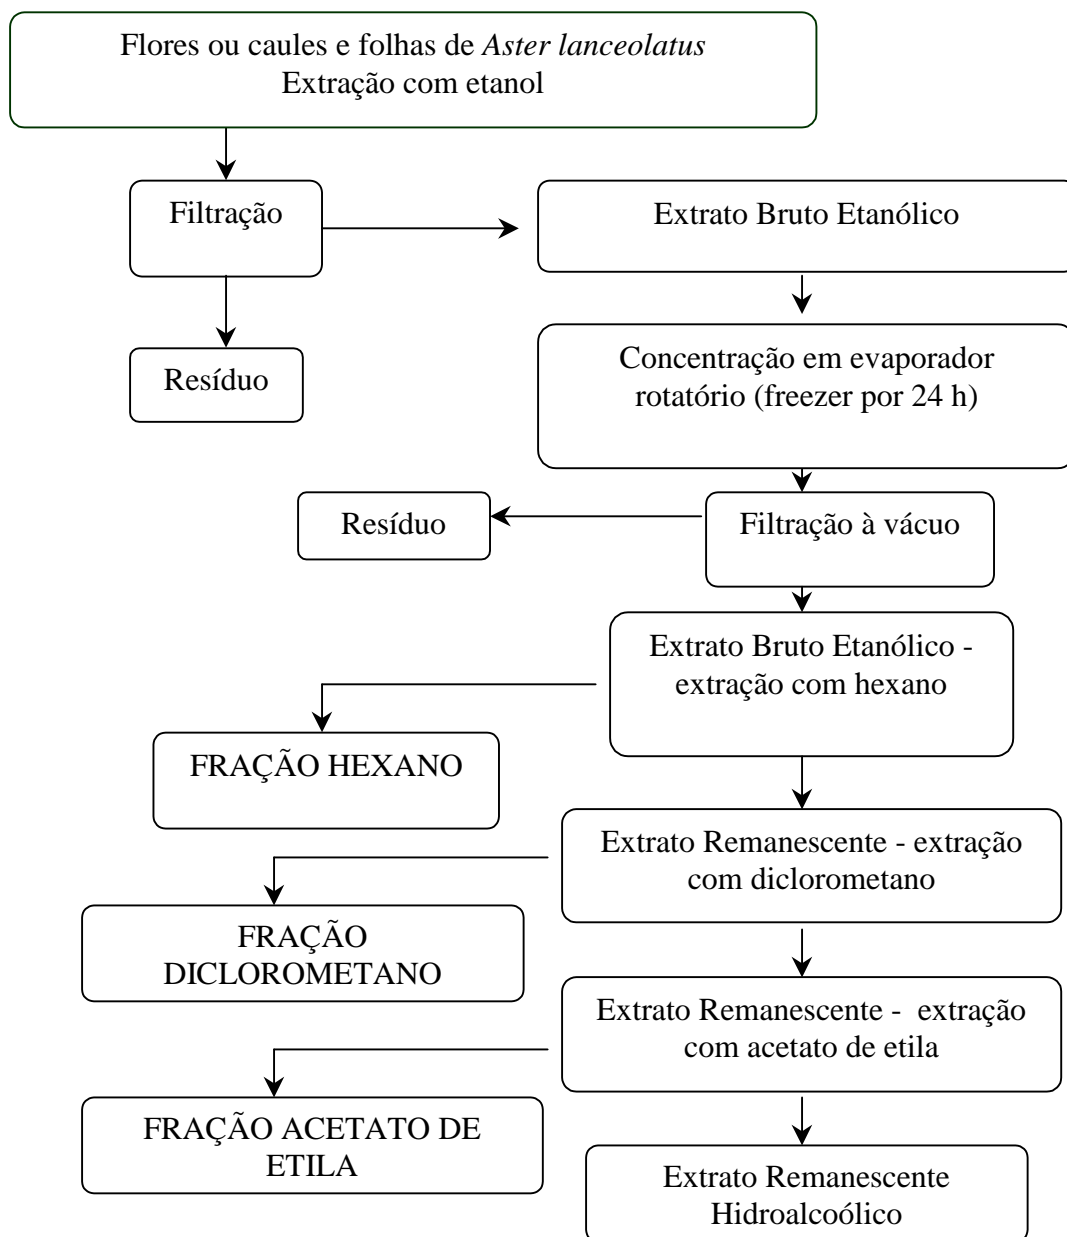 Flores ou caules e folhas de Aster lanceolatus
Extração com etanol
Filtração
Extrato Bruto Etanólico
Resíduo
Concentração em evaporador
rotatório (freezer por 24 h)
Resíduo
Filtração à vácuo
Extrato Bruto Etanólico -
extração com hexano
FRAÇÃO HEXANO
Extrato Remanescente - extração
com diclorometano
FRAÇÃO
DICLOROMETANO
Extrato Remanescente -  extração
com acetato de etila
FRAÇÃO ACETATO DE
ETILA
Extrato Remanescente
Hidroalcoólico